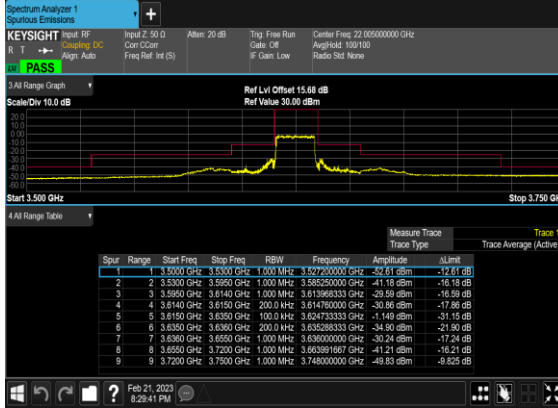 Spectrum Analyzer 1
Spurious Emissions
+
KEYSIGHT Input: RF Input Z: 50 Ω Atten: 20 dB Trig: Free Run Center Freq: 22.005000000 GHz
R T Coupling: DC Corr CCorr Gate: Off Avg|Hold: 100/100
Align: Auto Freq Ref: Int (S) IF Gain: Low Radio Std: None
PASS
3 All Range Graph
Ref Lvl Offset 15.68 dB
Scale/Div 10.0 dB Ref Value 30.00 dBm
20.0
10.0
0.00
-10.0
-20.0
-30.0
-40.0
-50.0
-60.0
Start 3.500 GHz Stop 3.750 GH
4 All Range Table
Measure Trace Trace 1
Trace Type Trace Average (Active
Spur Range Start Freq Stop Freq RBW Frequency Amplitude ΔLimit
1 1 3.5000 GHz 3.5300 GHz 1.000 MHz 3.527200000 GHz -52.61 dBm -12.61 dB
2 2 3.5300 GHz 3.5950 GHz 1.000 MHz 3.585250000 GHz -41.18 dBm -16.18 dB
3 3 3.5950 GHz 3.6140 GHz 1.000 MHz 3.613968333 GHz -29.59 dBm -16.59 dB
4 4 3.6140 GHz 3.6150 GHz 200.0 kHz 3.614760000 GHz -30.86 dBm -17.86 dB
5 5 3.6150 GHz 3.6350 GHz 100.0 kHz 3.624733333 GHz -1.149 dBm -31.15 dB
6 6 3.6350 GHz 3.6360 GHz 200.0 kHz 3.635288333 GHz -34.90 dBm -21.90 dB
7 7 3.6360 GHz 3.6550 GHz 1.000 MHz 3.636000000 GHz -30.24 dBm -17.24 dB
8 8 3.6550 GHz 3.7200 GHz 1.000 MHz 3.663991667 GHz -41.21 dBm -16.21 dB
9 9 3.7200 GHz 3.7500 GHz 1.000 MHz 3.748000000 GHz -49.83 dBm -9.825 dB
? Feb 21, 2023
8:29:41 PM